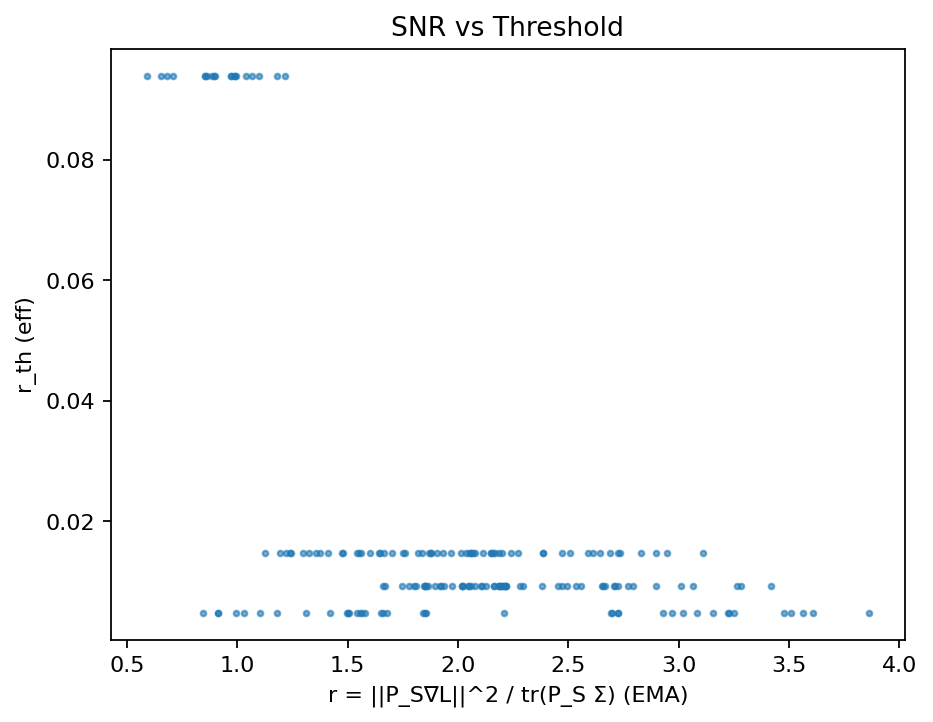 SNR vs Threshold
r_th (eff)
0.08
0.06
0.04
0.02
0.5 1.0 1.5 2.0 2.5 3.0 3.5 4.0
r = ||P_S∇L||^2 / tr(P_S Σ) (EMA)